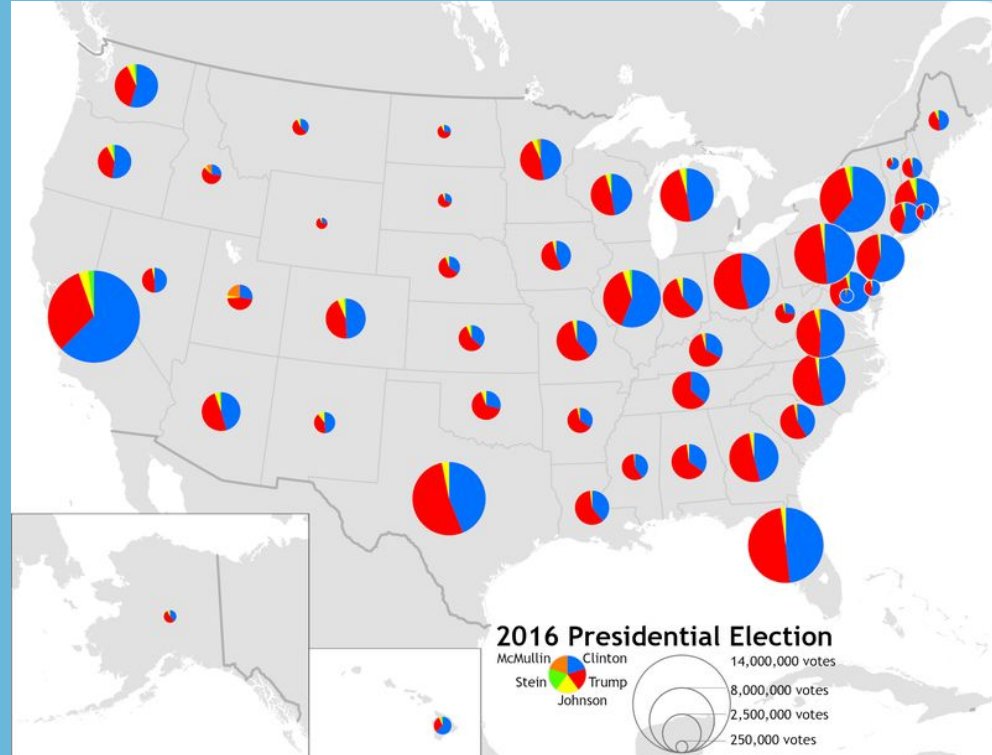 2016 Presidential Election
McMullin Clinton
Stein Trump
Johnson
14,000,000 votes
8,000,000 votes
2,500,000 votes
250,000 votes